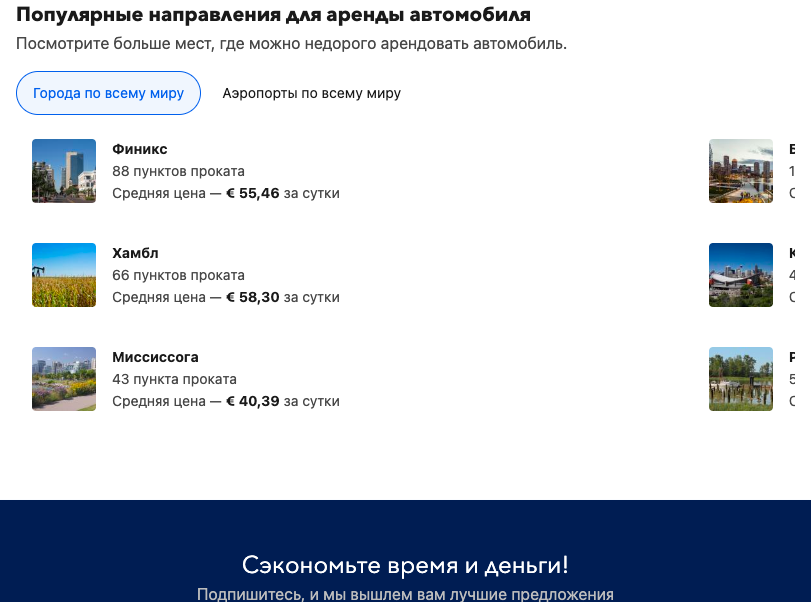 Популярные направления для аренды автомобиля
Посмотрите больше мест, где можно недорого арендовать автомобиль.
Города по всему миру
Аэропорты по всему миру
Финикс
88 пунктов проката
Средняя цена — € 55,46 за сутки
Хамбл
66 пунктов проката
Средняя цена — € 58,30 за сутки
Миссиссога
43 пункта проката
Средняя цена — € 40,39 за сутки
Сэкономьте время и деньги!
Подпишитесь, и мы вышлем вам лучшие предложения